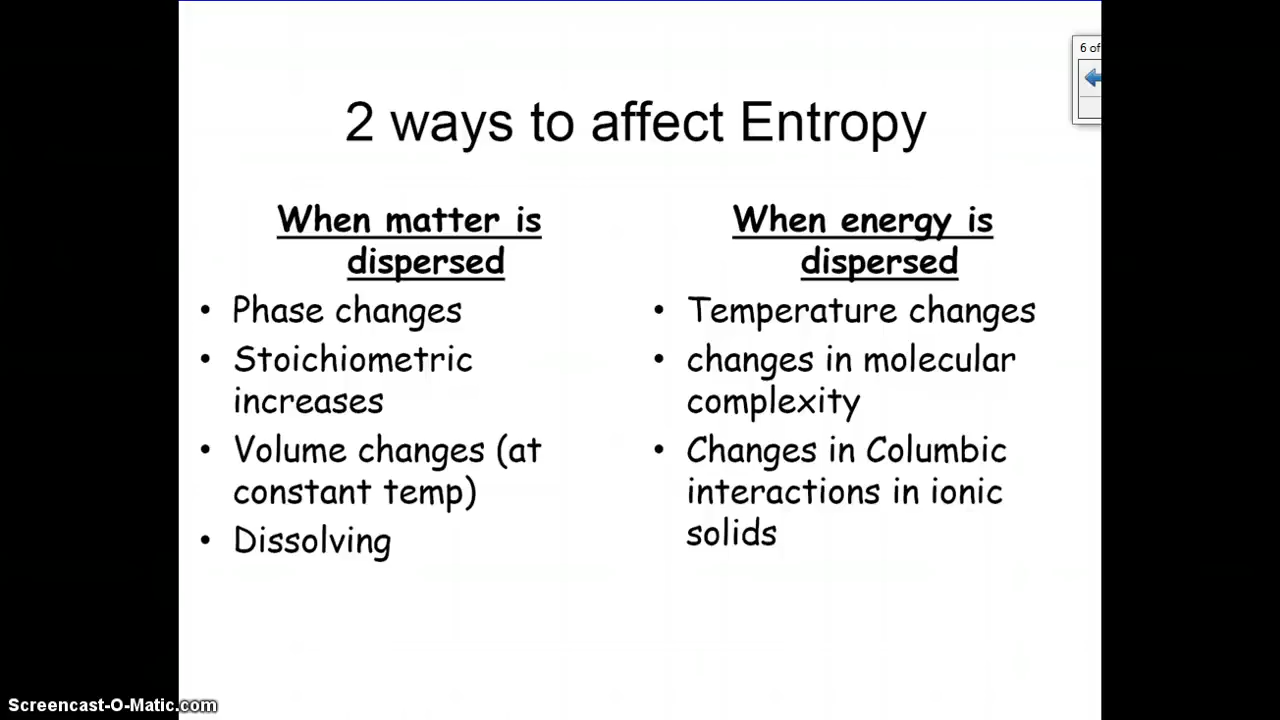 6 of
2 ways to affect Entropy
When matter is
dispersed
• Phase changes
• Stoichiometric
increases
• Volume changes (at
constant temp)
• Dissolving
When energy is
dispersed
• Temperature changes
• changes in molecular
complexity
• Changes in Columbic
interactions in ionic
solids
Screencast-O-Matic.com